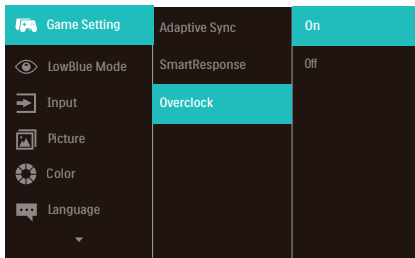 Game Setting
LowBlue Mode
Input
Picture
Color
Language
Adaptive Sync
SmartResponse
Overclock
On
Off